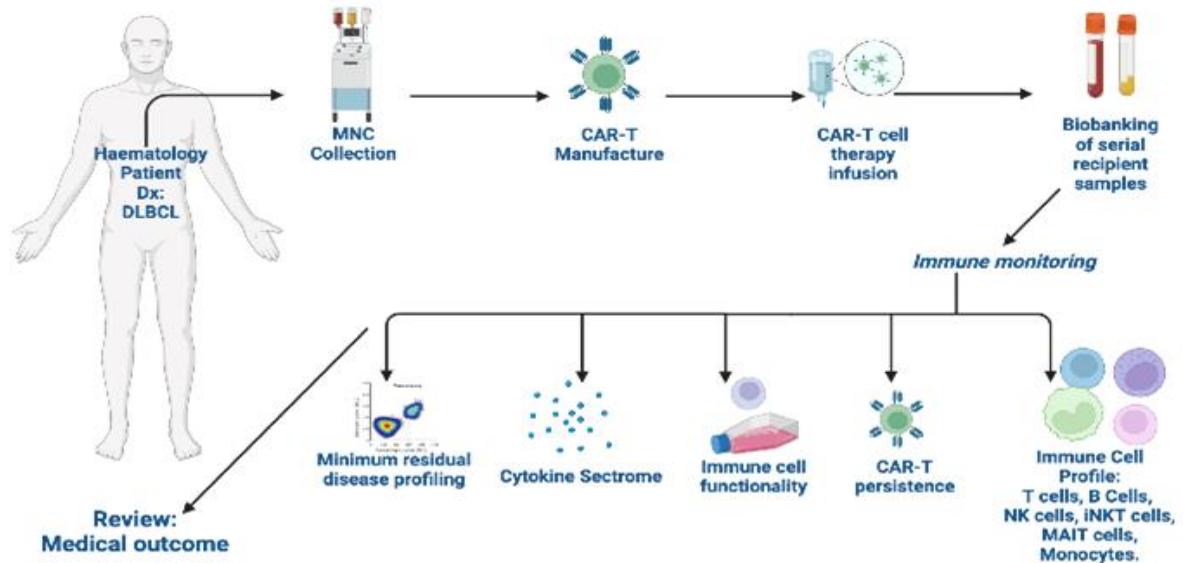 Haematology
Patient
Dx:
DLBCL
MNC
Collection
CAR-T
Manufacture
CAR-T cell
therapy
infusion
Biobanking
of serial
recipient
samples
Immune monitoring
Minimum residual
disease profiling
Cytokine Sectrome
Immune cell
functionality
CAR-T
persistence
Immune Cell
Profile:
T cells, B Cells,
NK cells, iNKT cells,
MAIT cells,
Monocytes.
Review:
Medical outcome